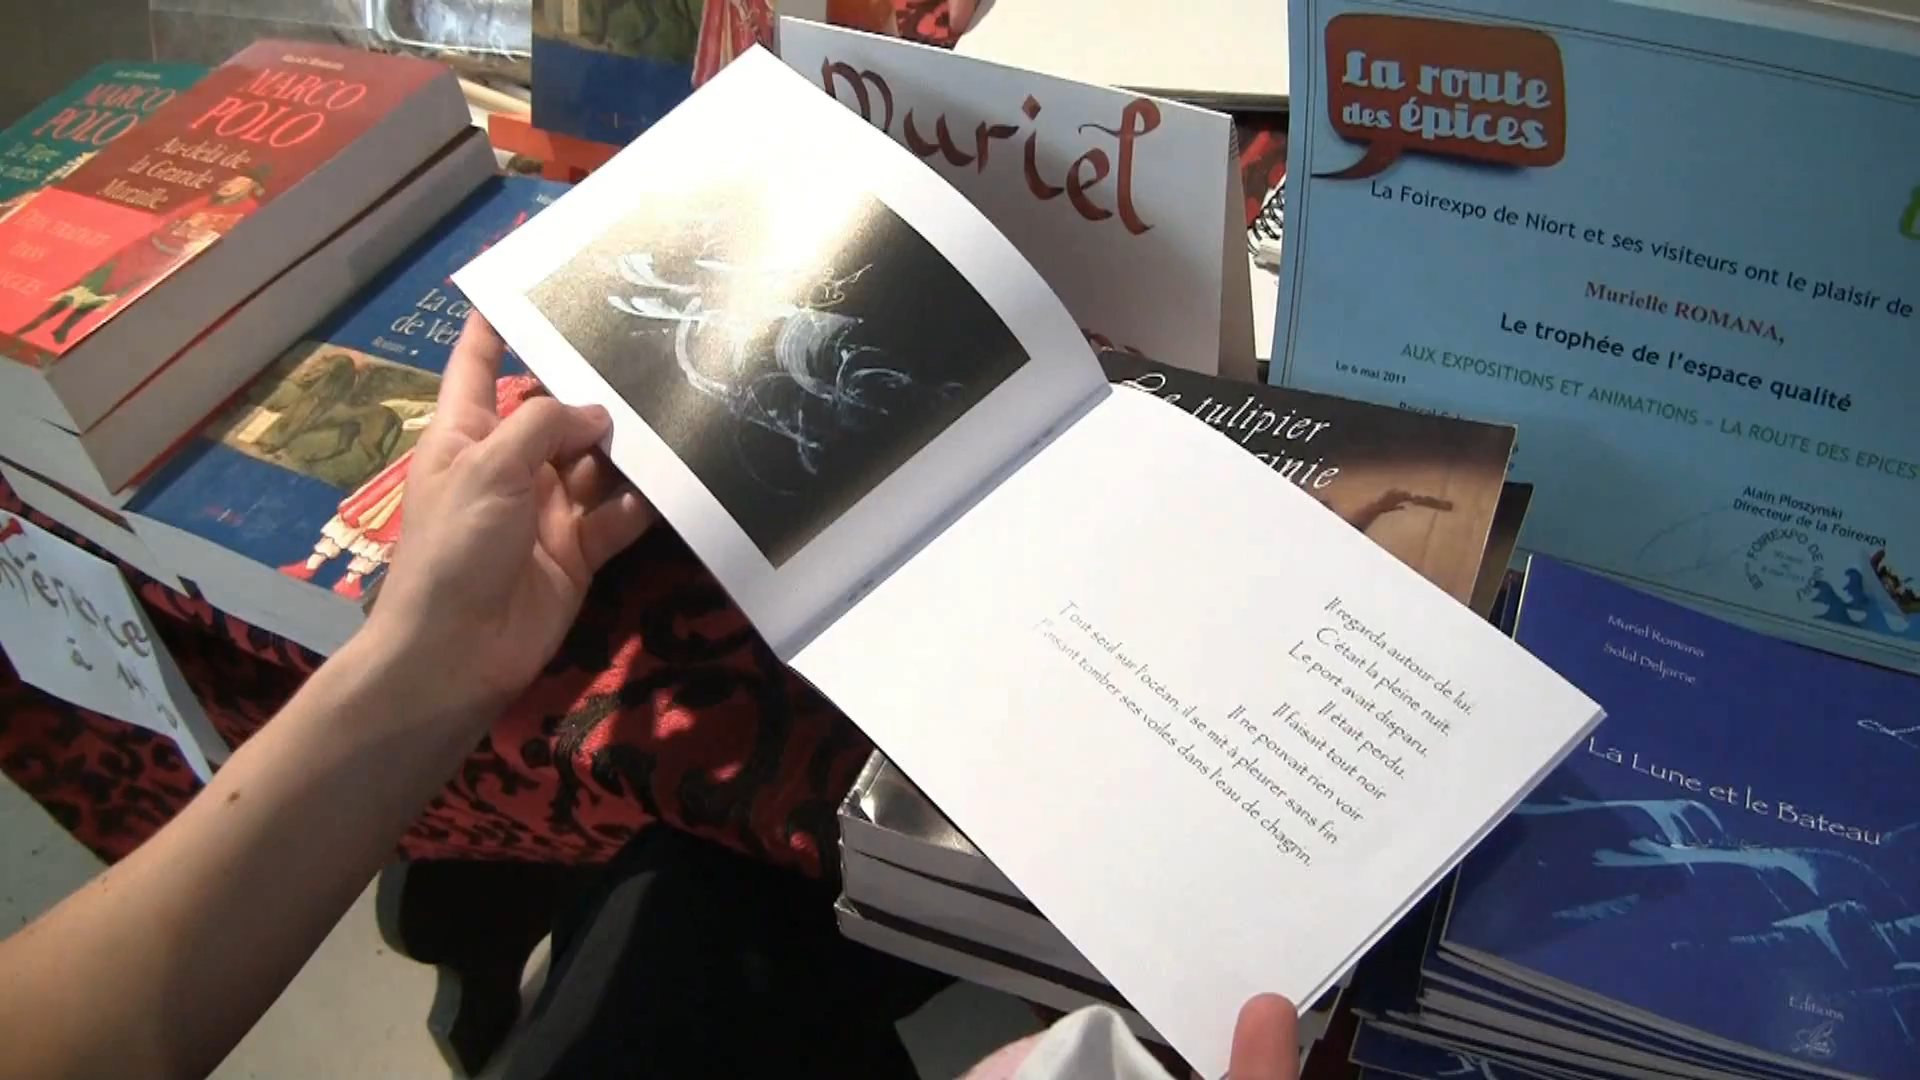 MARCO
POLO
MARCO
POLO
Au-delà de
la Grande
Muraille
de
Muriel
La route
des épices
La Foirexpo de Niort et ses visiteurs ont le plaisir de
Murielle ROMANA,
Le trophée de l'espace qualité
AUX EXPOSITIONS ET ANIMATIONS - LA ROUTE DES EPICES
Le 6 mai 2011
Alain Ploszynski
Directeur de la Foirexpo
tulipier
Il regarda autour de lui.
C'était la pleine nuit.
Le port avait disparu.
Il était perdu.
Il faisait tout noir
Il ne pouvait rien voir
Tout seul sur l'océan, il se mit à pleurer sans fin
tomber ses voiles dans l'eau de chagrin.
Muriel Romana
Solal Deljarrie
La Lune et le Bateau
Editions